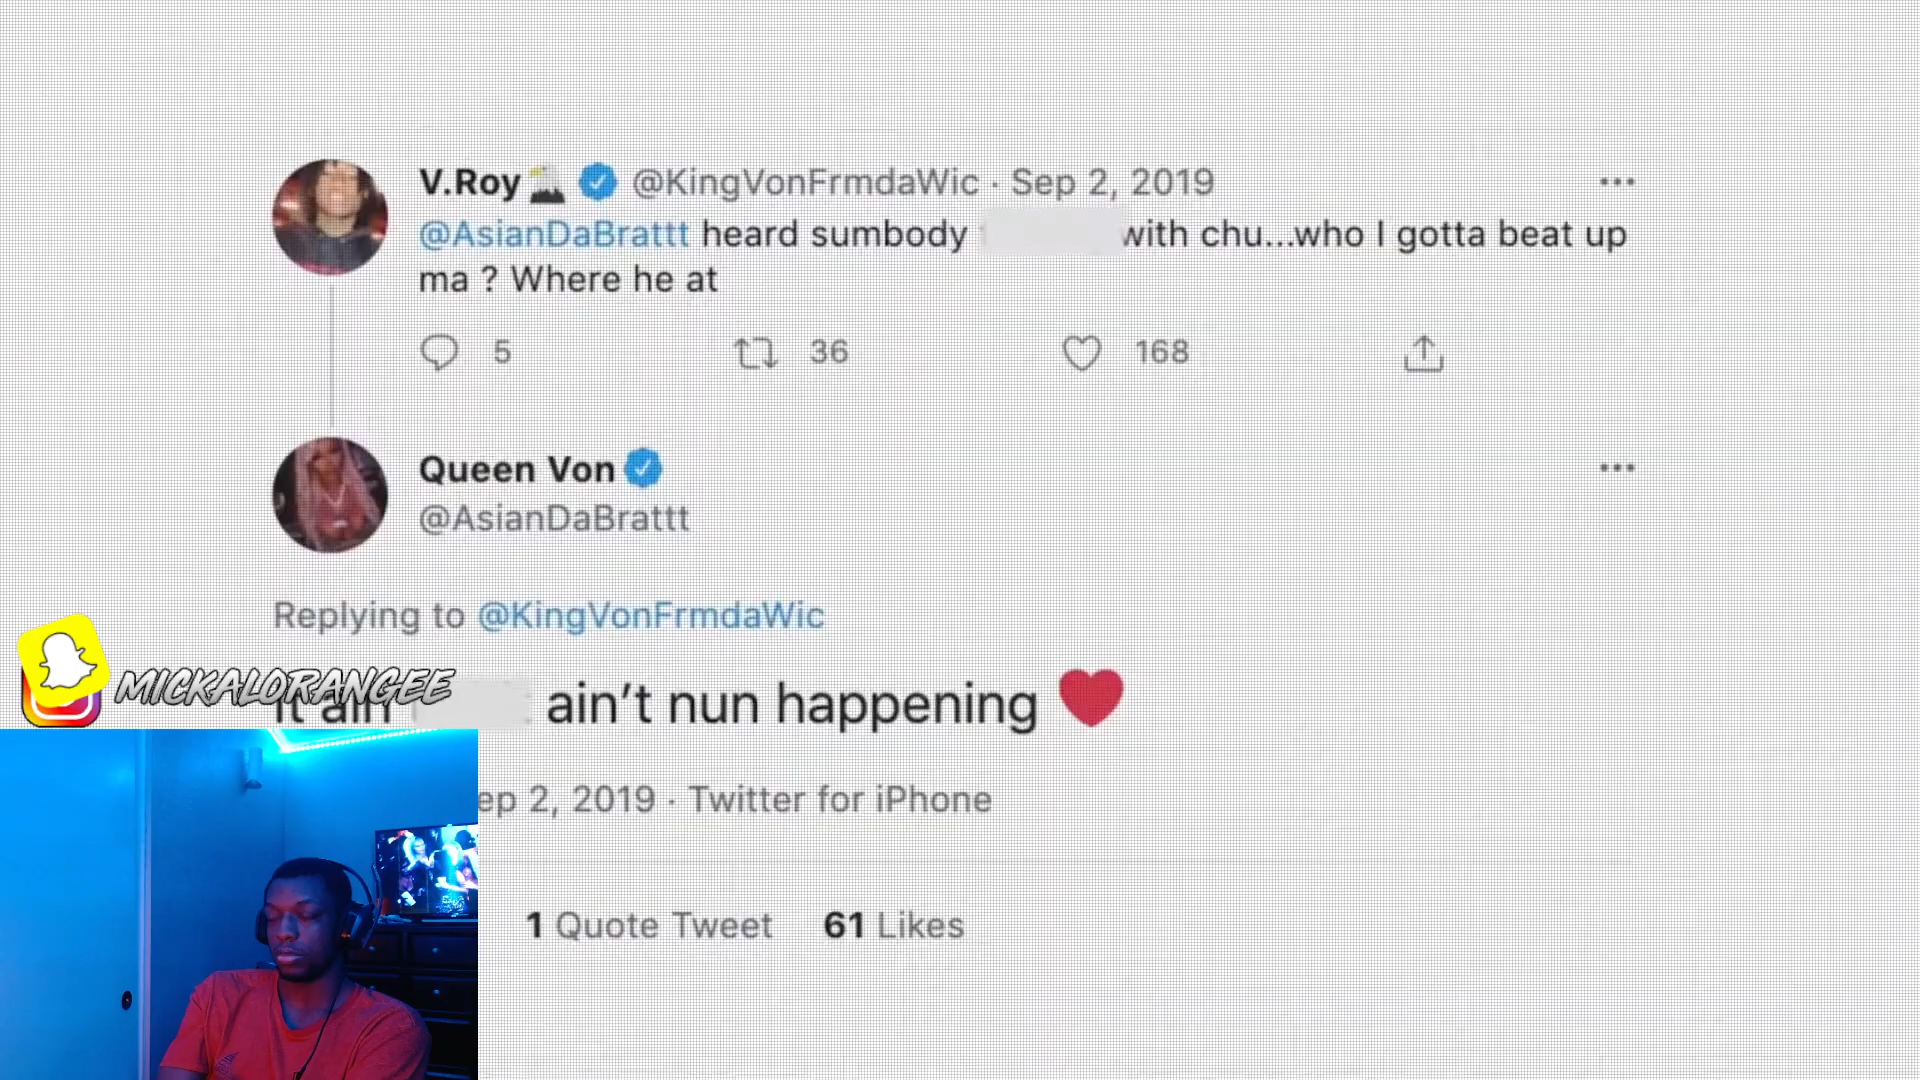 V.Roy @KingVonFrmdaWic · Sep 2, 2019
@AsianDaBrattt heard sumbody with chu...who I gotta beat up
ma ? Where he at
5 36 168
Queen Von
@AsianDaBrattt
Replying to @KingVonFrmdaWic
MICKALORANGEE
ain't nun happening
2, 2019 · Twitter for iPhone
1 Quote Tweet 61 Likes